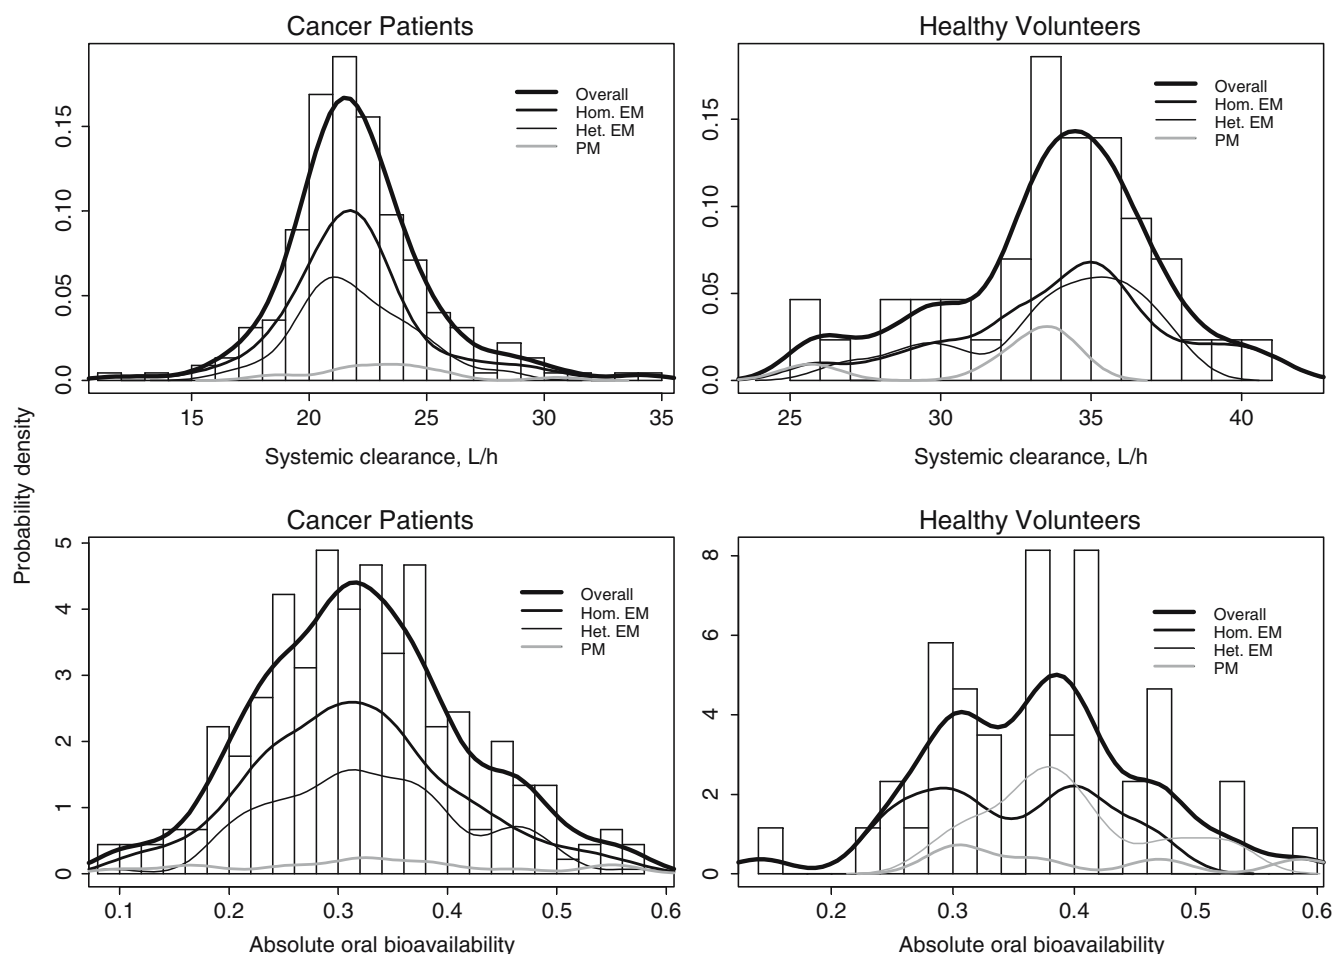 Cancer Patients
Healthy Volunteers
Overall
Hom. EM
Het. EM
PM
Overall
Hom. EM
Het. EM
PM
0.15
0.10
0.05
0.0
0.15
0.10
0.05
0.0
15 20 25 30 35
25 30 35 40
Systemic clearance, L/h
Systemic clearance, L/h
Probability density
Cancer Patients
Healthy Volunteers
Overall
Hom. EM
Het. EM
PM
Overall
Hom. EM
Het. EM
PM
5
4
3
2
1
0
8
6
4
2
0
0.1 0.2 0.3 0.4 0.5 0.6
0.2 0.3 0.4 0.5 0.6
Absolute oral bioavailability
Absolute oral bioavailability